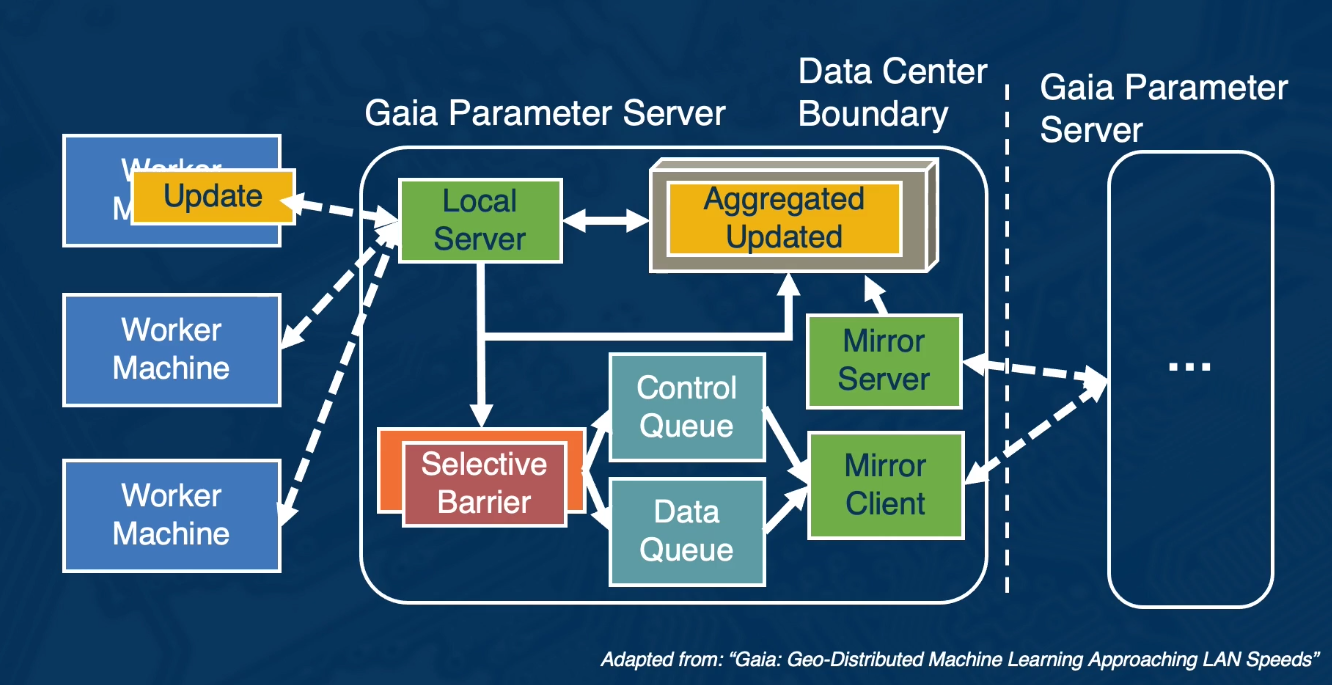 Data Center
Boundary
Gaia Parameter Server
Gaia Parameter
Server
Worker
Update
Local
Server
Aggregated
Updated
Worker
Machine
Mirror
Server
...
Control
Queue
Selective
Barrier
Mirror
Client
Worker
Machine
Data
Queue
Adapted from: “Gaia: Geo-Distributed Machine Learning Approaching LAN Speeds”